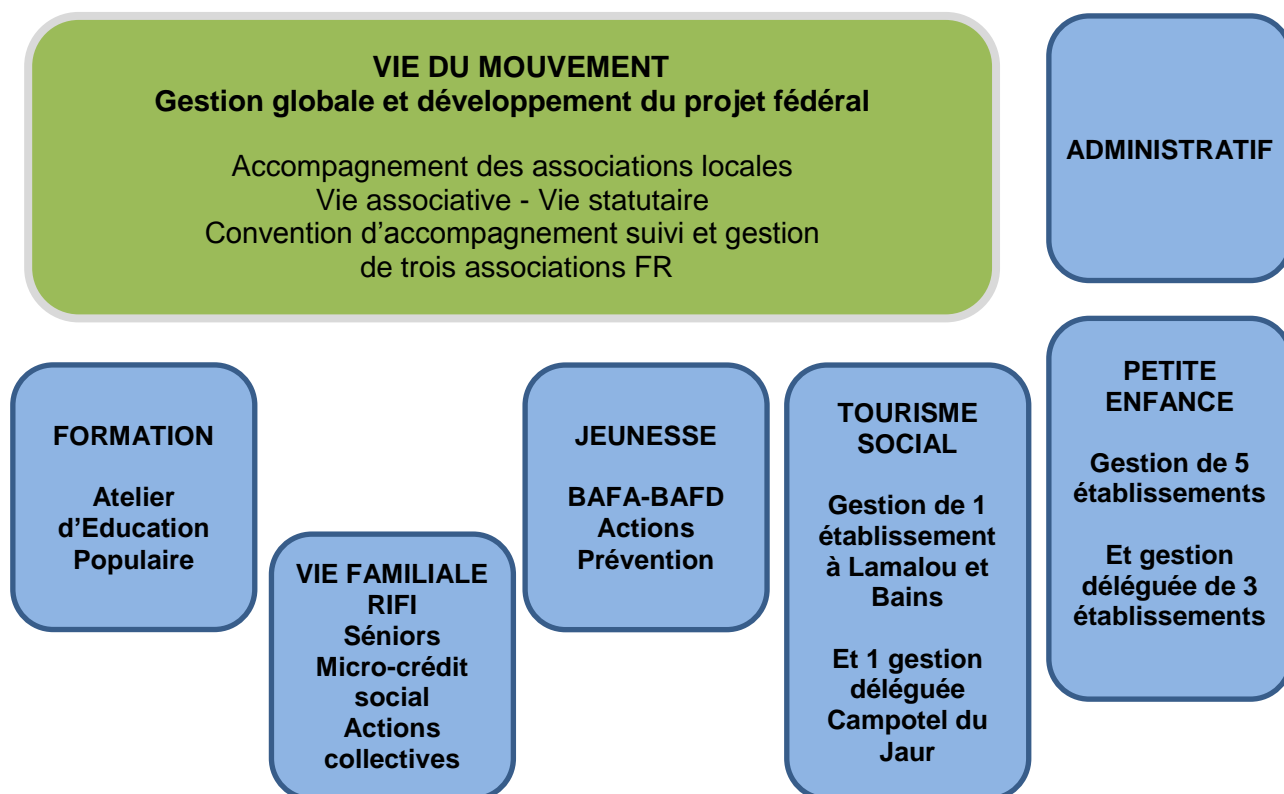 VIE DU MOUVEMENT
Gestion globale et développement du projet fédéral
Accompagnement des associations locales
Vie associative - Vie statutaire
Convention d’accompagnement suivi et gestion
de trois associations FR
ADMINISTRATIF
FORMATION
Atelier
d’Education
Populaire
VIE FAMILIALE
RIFI
Séniors
Micro-crédit
social
Actions
collectives
JEUNESSE
BAFA-BAFD
Actions
Prévention
TOURISME
SOCIAL
Gestion de 1
établissement
à Lamalou et
Bains
Et 1 gestion
déléguée
Campotel du
Jaur
PETITE
ENFANCE
Gestion de 5
établissements
Et gestion
déléguée de 3
établissements